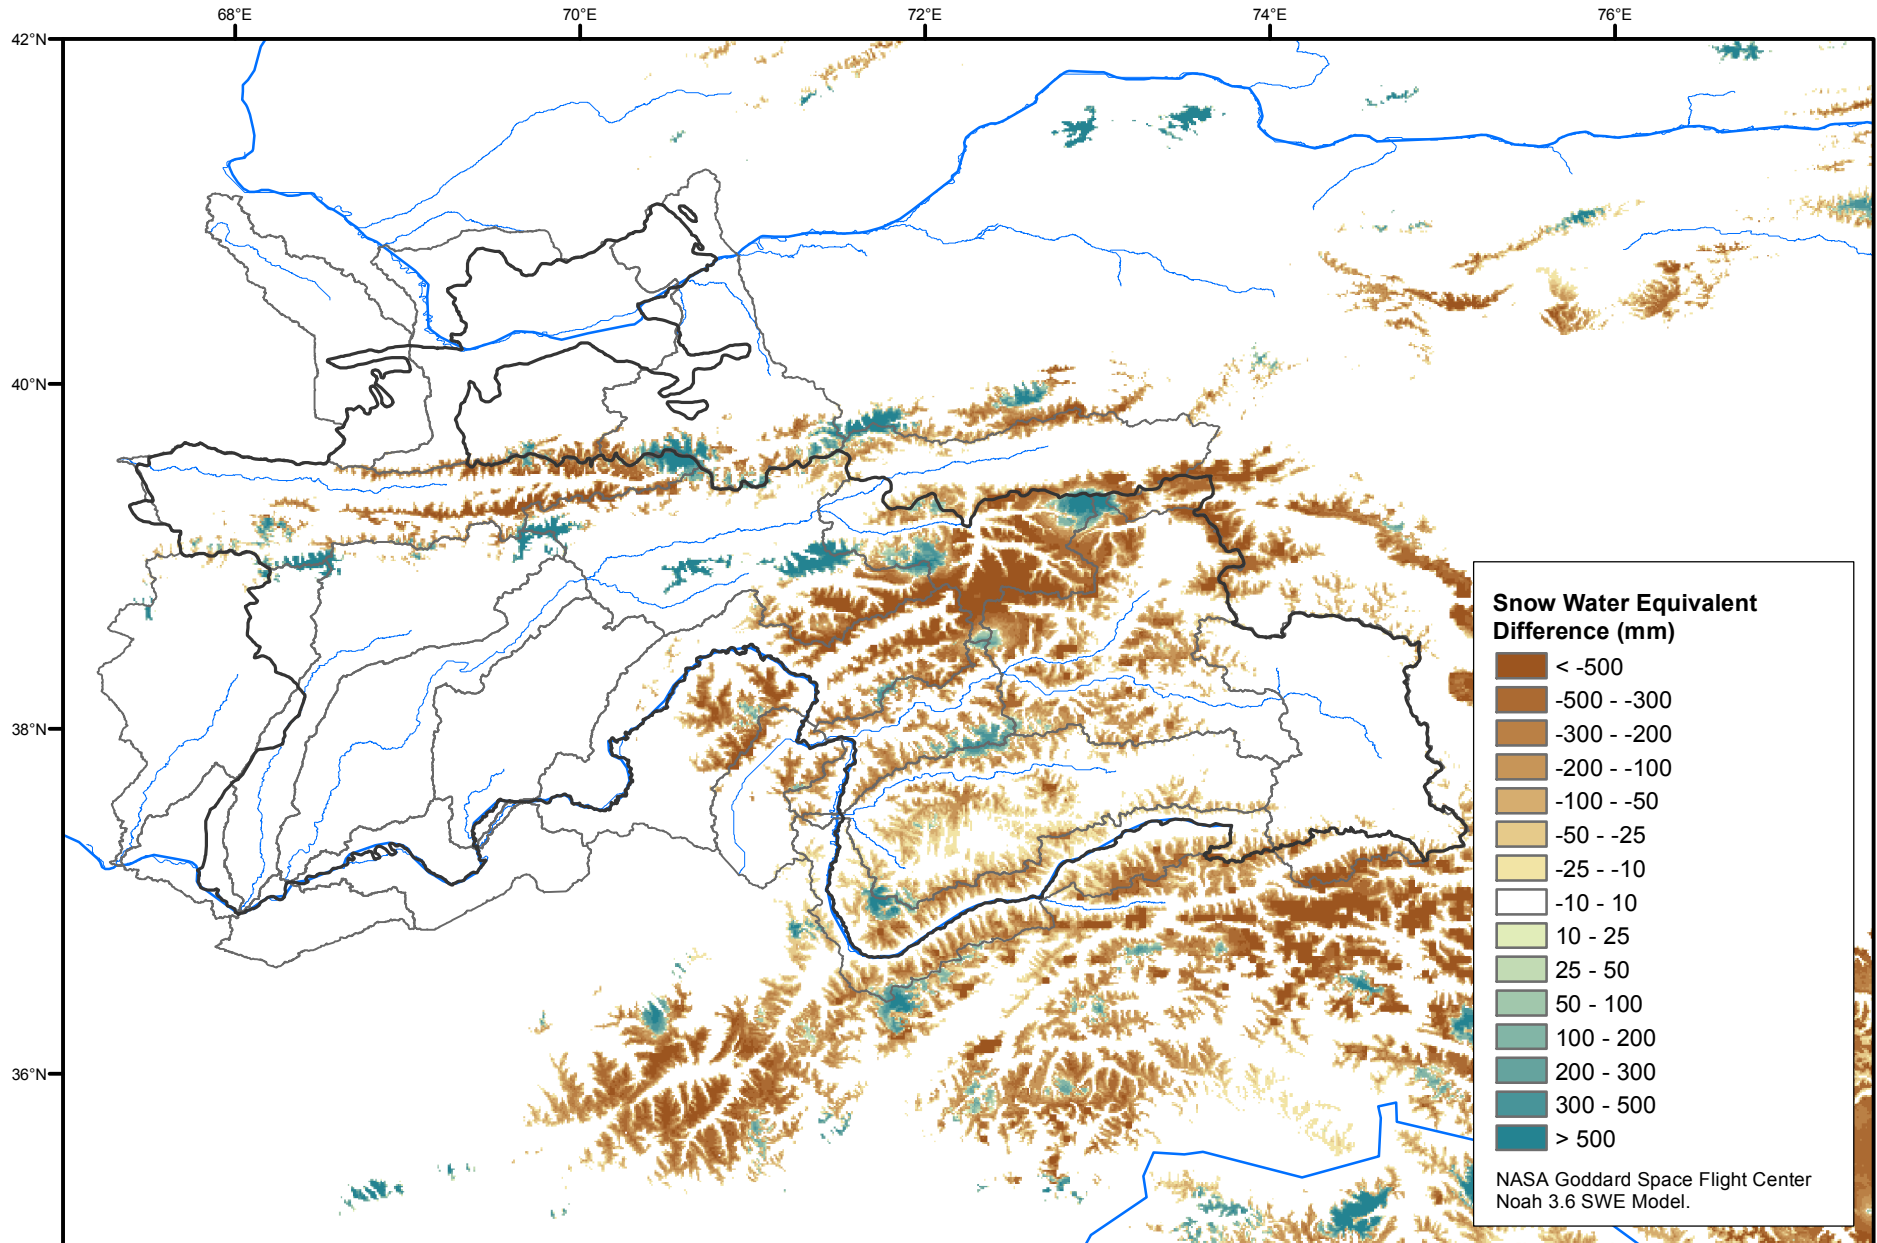 68°E 70°E 72°E 74°E 76°E
42°N
40°N
38°N
36°N
Snow Water Equivalent
Difference (mm)
< -500
-500 - -300
-300 - -200
-200 - -100
-100 - -50
-50 - -25
-25 - -10
-10 - 10
10 - 25
25 - 50
50 - 100
100 - 200
200 - 300
300 - 500
> 500
NASA Goddard Space Flight Center
Noah 3.6 SWE Model.